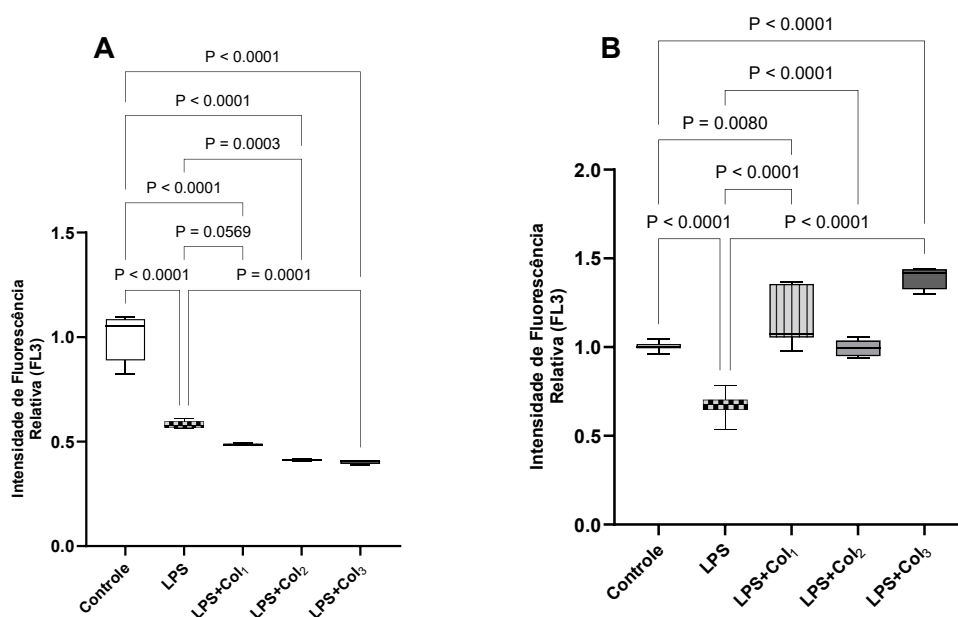 A
P < 0.0001
P < 0.0001
P = 0.0003
P < 0.0001
P = 0.0569
P < 0.0001
P = 0.0001
Intensidade de Fluorescência
Relativa (FL3)
1.5
1.0
0.5
0.0
Controle
LPS
LPS+Col₁
LPS+Col₂
LPS+Col₃
B
P < 0.0001
P < 0.0001
P = 0.0080
P < 0.0001
P < 0.0001
P < 0.0001
Intensidade de Fluorescência
Relativa (FL3)
2.0
1.5
1.0
0.5
0.0
Controle
LPS
LPS+Col₁
LPS+Col₂
LPS+Col₃